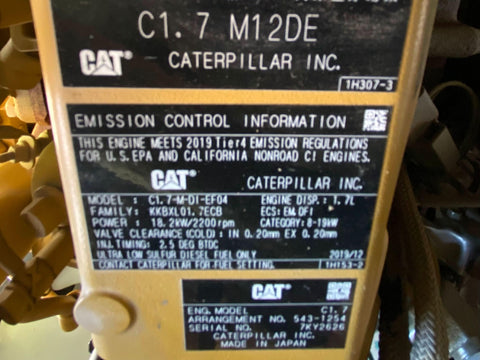 C1.7 M12DE
CAT CATERPILLAR INC.
1H307-3
EMISSION CONTROL INFORMATION
THIS ENGINE MEETS 2019 Tier4 EMISSION REGULATIONS
FOR U.S. EPA AND CALIFORNIA NONROAD CI ENGINES.
CAT CATERPILLAR INC.
MODEL : C1.7-M-DI-EF04 ENGINE DISP.: 1.7L
FAMILY: KKBXL01.7ECB ECS: EM, OFI
POWER : 18.2kW/2200rpm CATEGORY: 8-19kW
VALVE CLEARANCE (COLD) : IN 0.20mm EX 0.20mm
INJ.TIMING: 2.5 DEG BTDC
ULTRA LOW SULFUR DIESEL FUEL ONLY 2019/12
CONTACT CATERPILLAR FOR FUEL SETTING. 1H153-2
CAT
ENG. MODEL C1.7
ARRANGEMENT NO. 543-1254
SERIAL NO. 7KY2626
CATERPILLAR INC.
MADE IN JAPAN